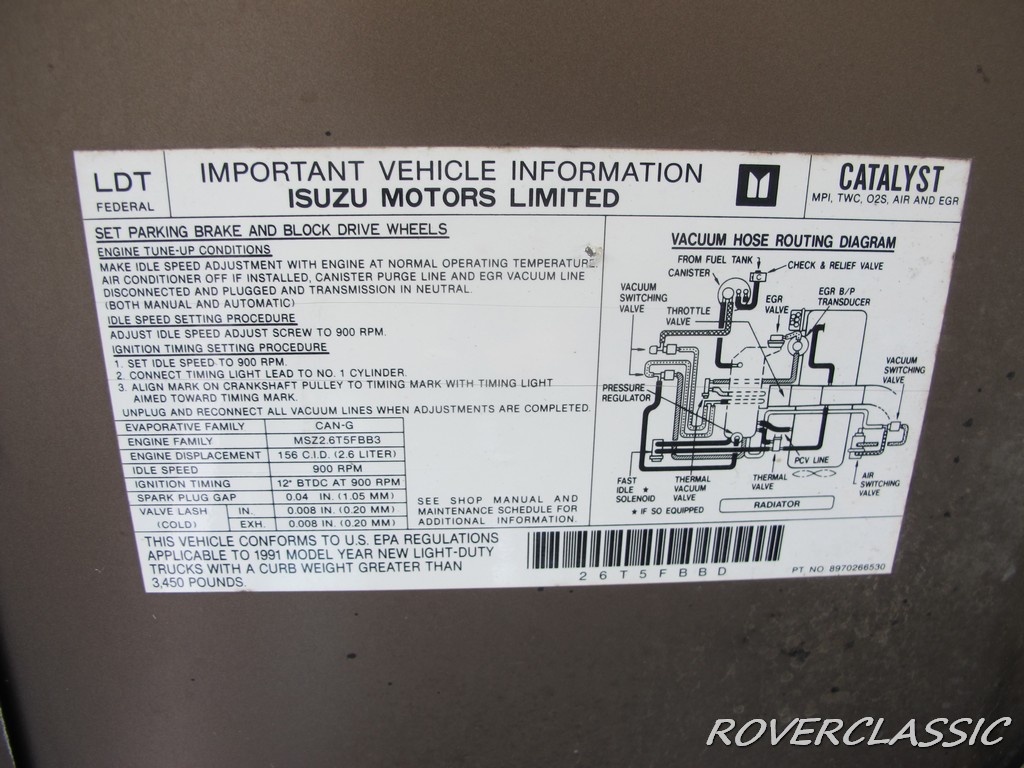 LDT
FEDERAL
IMPORTANT VEHICLE INFORMATION
ISUZU MOTORS LIMITED
CATALYST
MPI, TWC, O2S, AIR AND EGR
SET PARKING BRAKE AND BLOCK DRIVE WHEELS
ENGINE TUNE-UP CONDITIONS
MAKE IDLE SPEED ADJUSTMENT WITH ENGINE AT NORMAL OPERATING TEMPERATURE
AIR CONDITIONER OFF IF INSTALLED, CANISTER PURGE LINE AND EGR VACUUM LINE
DISCONNECTED AND PLUGGED AND TRANSMISSION IN NEUTRAL.
(BOTH MANUAL AND AUTOMATIC)
IDLE SPEED SETTING PROCEDURE
ADJUST IDLE SPEED ADJUST SCREW TO 900 RPM.
IGNITION TIMING SETTING PROCEDURE
1. SET IDLE SPEED TO 900 RPM.
2. CONNECT TIMING LIGHT LEAD TO NO. 1 CYLINDER.
3. ALIGN MARK ON CRANKSHAFT PULLEY TO TIMING MARK WITH TIMING LIGHT
AIMED TOWARD TIMING MARK.
UNPLUG AND RECONNECT ALL VACUUM LINES WHEN ADJUSTMENTS ARE COMPLETED.
EVAPORATIVE FAMILY CAN-G
ENGINE FAMILY MSZ2.6T5FBB3
ENGINE DISPLACEMENT 156 C.I.D. (2.6 LITER)
IDLE SPEED 900 RPM
IGNITION TIMING 12° BTDC AT 900 RPM
SPARK PLUG GAP 0.04 IN. (1.05 MM)
VALVE LASH IN. 0.008 IN. (0.20 MM)
(COLD) EXH. 0.008 IN. (0.20 MM)
SEE SHOP MANUAL AND
MAINTENANCE SCHEDULE FOR
ADDITIONAL INFORMATION.
VACUUM HOSE ROUTING DIAGRAM
FROM FUEL TANK
CANISTER
C
CHECK & RELIEF VALVE
VACUUM
SWITCHING
VALVE
THROTTLE
VALVE
EGR
VALVE
EGR B/P
TRANSDUCER
VACUUM
SWITCHING
VALVE
PRESSURE
REGULATOR
PCV LINE
FAST
IDLE *
SOLENOID
THERMAL
VACUUM
VALVE
THERMAL
VALVE
AIR
SWITCHING
VALVE
* IF SO EQUIPPED
RADIATOR
THIS VEHICLE CONFORMS TO U.S. EPA REGULATIONS
APPLICABLE TO 1991 MODEL YEAR NEW LIGHT-DUTY
TRUCKS WITH A CURB WEIGHT GREATER THAN
3,450 POUNDS.
26T5FBBD
PT. NO 8970266530
ROVERCLASSIC